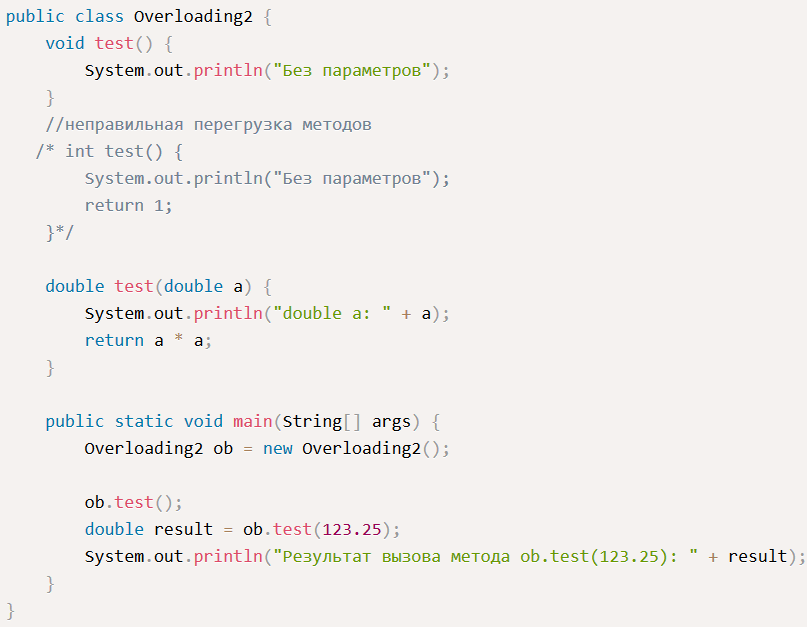 public class Overloading2 {
    void test() {
        System.out.println("Без параметров");
    }
    //неправильная перегрузка методов
   /* int test() {
        System.out.println("Без параметров");
        return 1;
    }*/

    double test(double a) {
        System.out.println("double a: " + a);
        return a * a;
    }

    public static void main(String[] args) {
        Overloading2 ob = new Overloading2();

        ob.test();
        double result = ob.test(123.25);
        System.out.println("Результат вызова метода ob.test(123.25): " + result);
    }
}